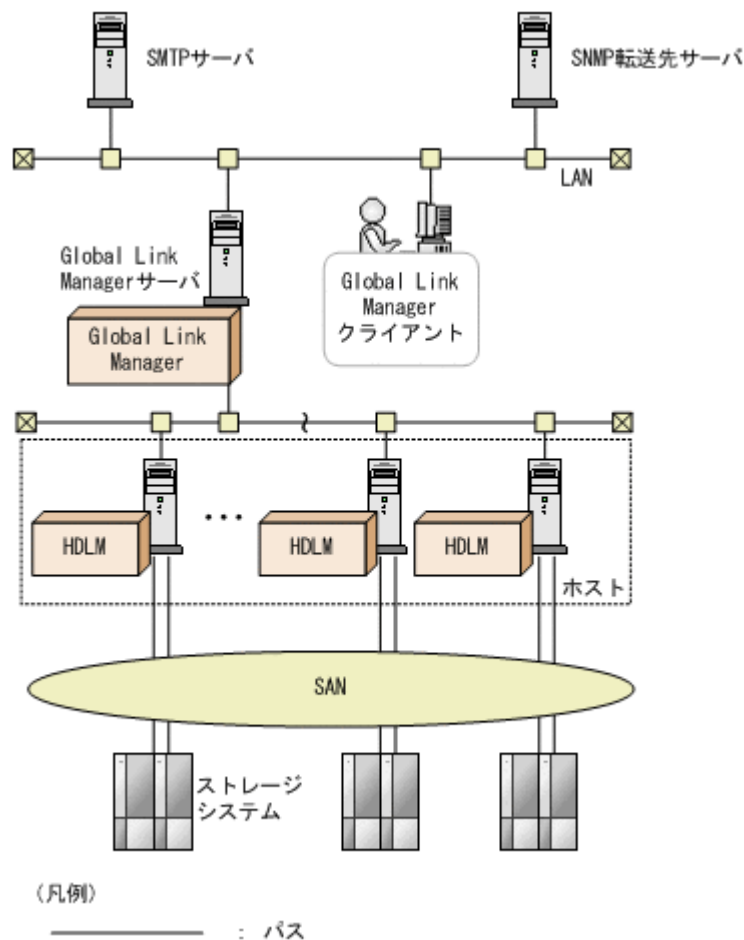 SMTPサーバ
SNMP転送先サーバ
LAN
Global Link
Managerサーバ
Global Link
Manager
Global Link
Manager
クライアント
HDLM
...
HDLM
HDLM
ホスト
SAN
ストレージ
システム
(凡例)
: パス